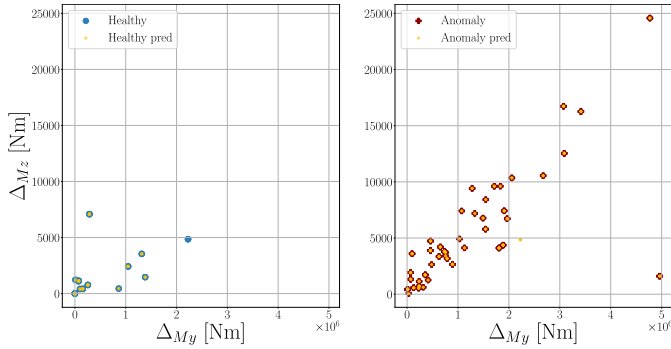 25000
20000
15000
10000
5000
0
Δ_{Mz} [Nm]
Healthy
Healthy pred
0 1 2 3 4 5
×10^6
Δ_{My} [Nm]
25000
20000
15000
10000
5000
0
Anomaly
Anomaly pred
0 1 2 3 4 5
×10^6
Δ_{My} [Nm]